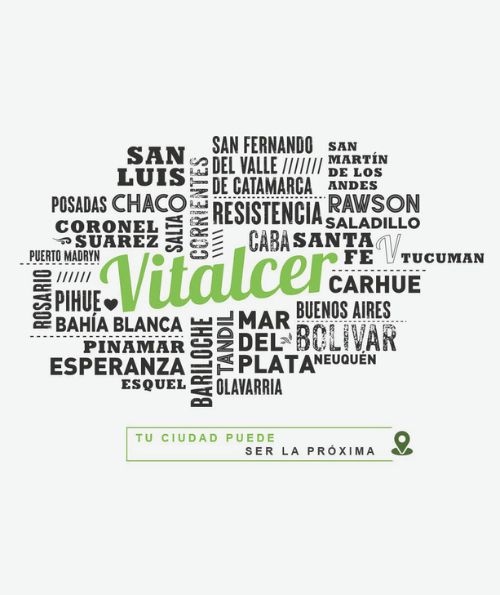 SAN
LUIS
POSADAS
CHACO
CORONEL
SUAREZ
PUERTO MADRYN
SALTA
CORRIENTES
SAN FERNANDO
DEL VALLE
DE CATAMARCA
RESISTENCIA
SAN
MARTÍN
DE LOS
ANDES
RAWSON
SALADILLO
CABA
SANTA
FE
V
TUCUMAN
Vitalcer
CARHUE
ROSARIO
PIHUE
BAHÍA BLANCA
PINAMAR
ESPERANZA
ESQUEL
BARILOCHE
TANDIL
OLAVARRIA
MAR
DEL
PLATA
BUENOS AIRES
BOLIVAR
NEUQUÉN
TU CIUDAD PUEDE
SER LA PRÓXIMA